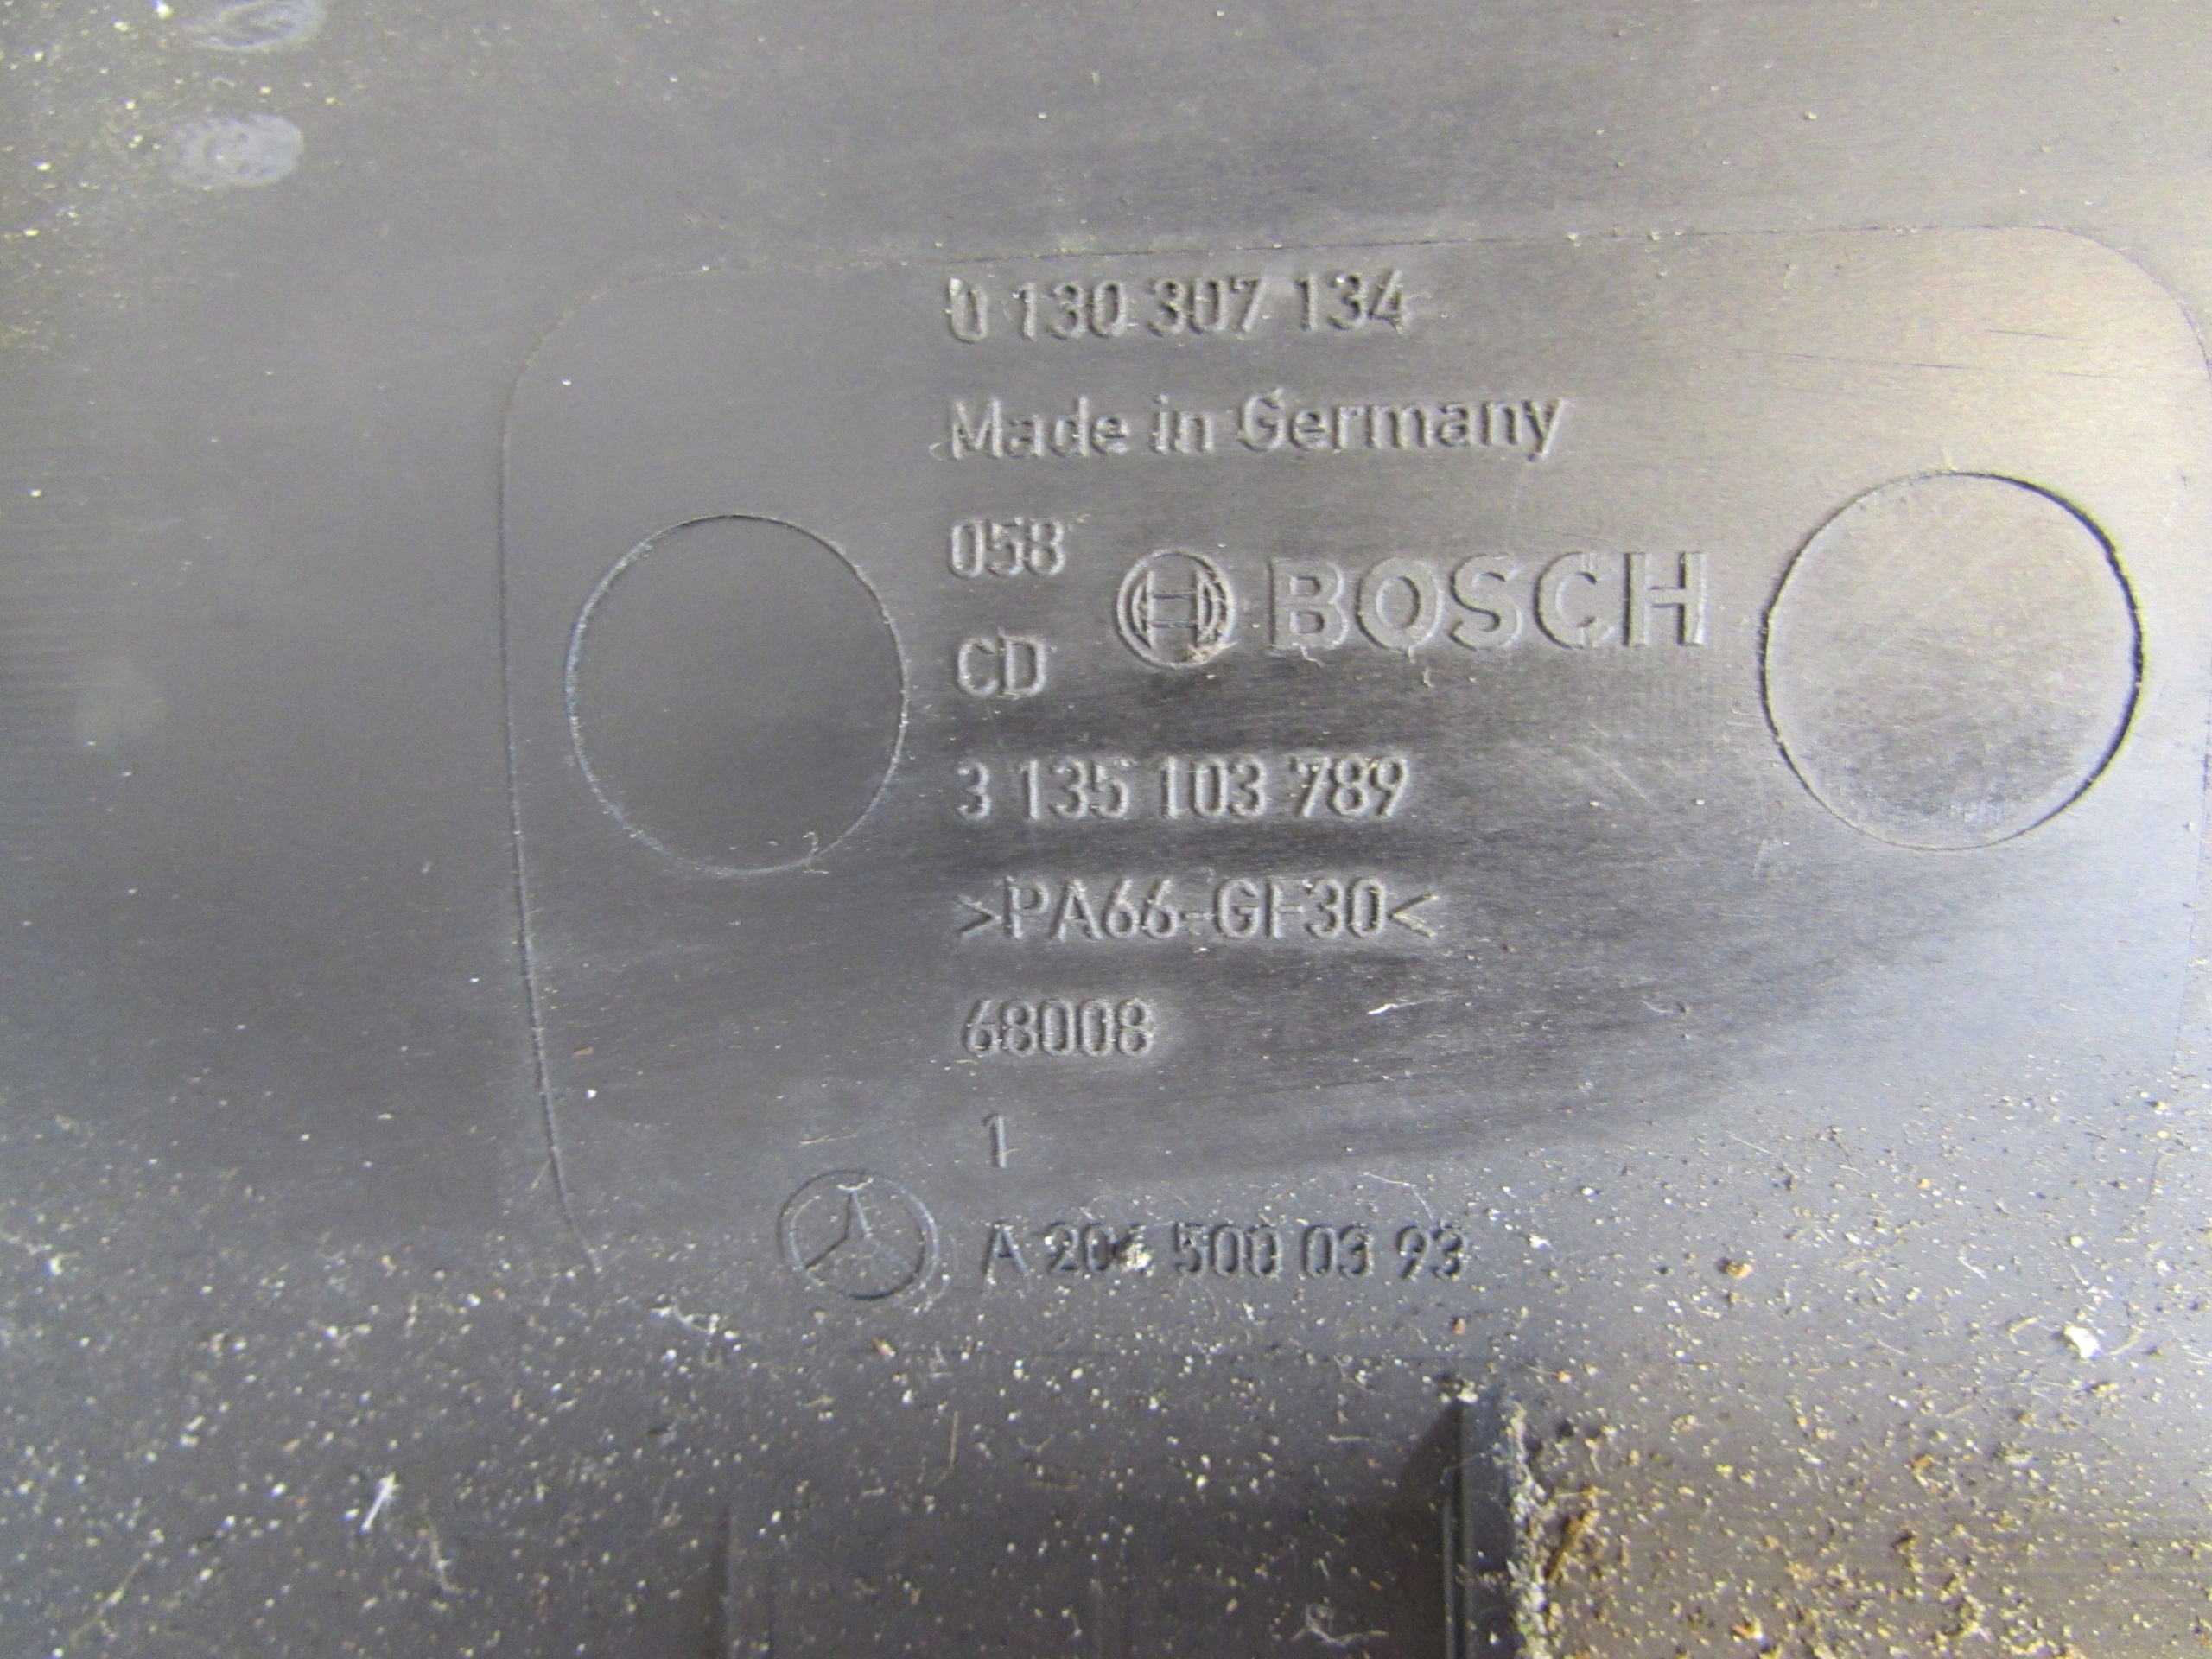 0 130 307 134
Made in Germany
058
BOSCH
CD
3 135 103 789
>PA66-GF30<
68008
1
A 204 500 03 93